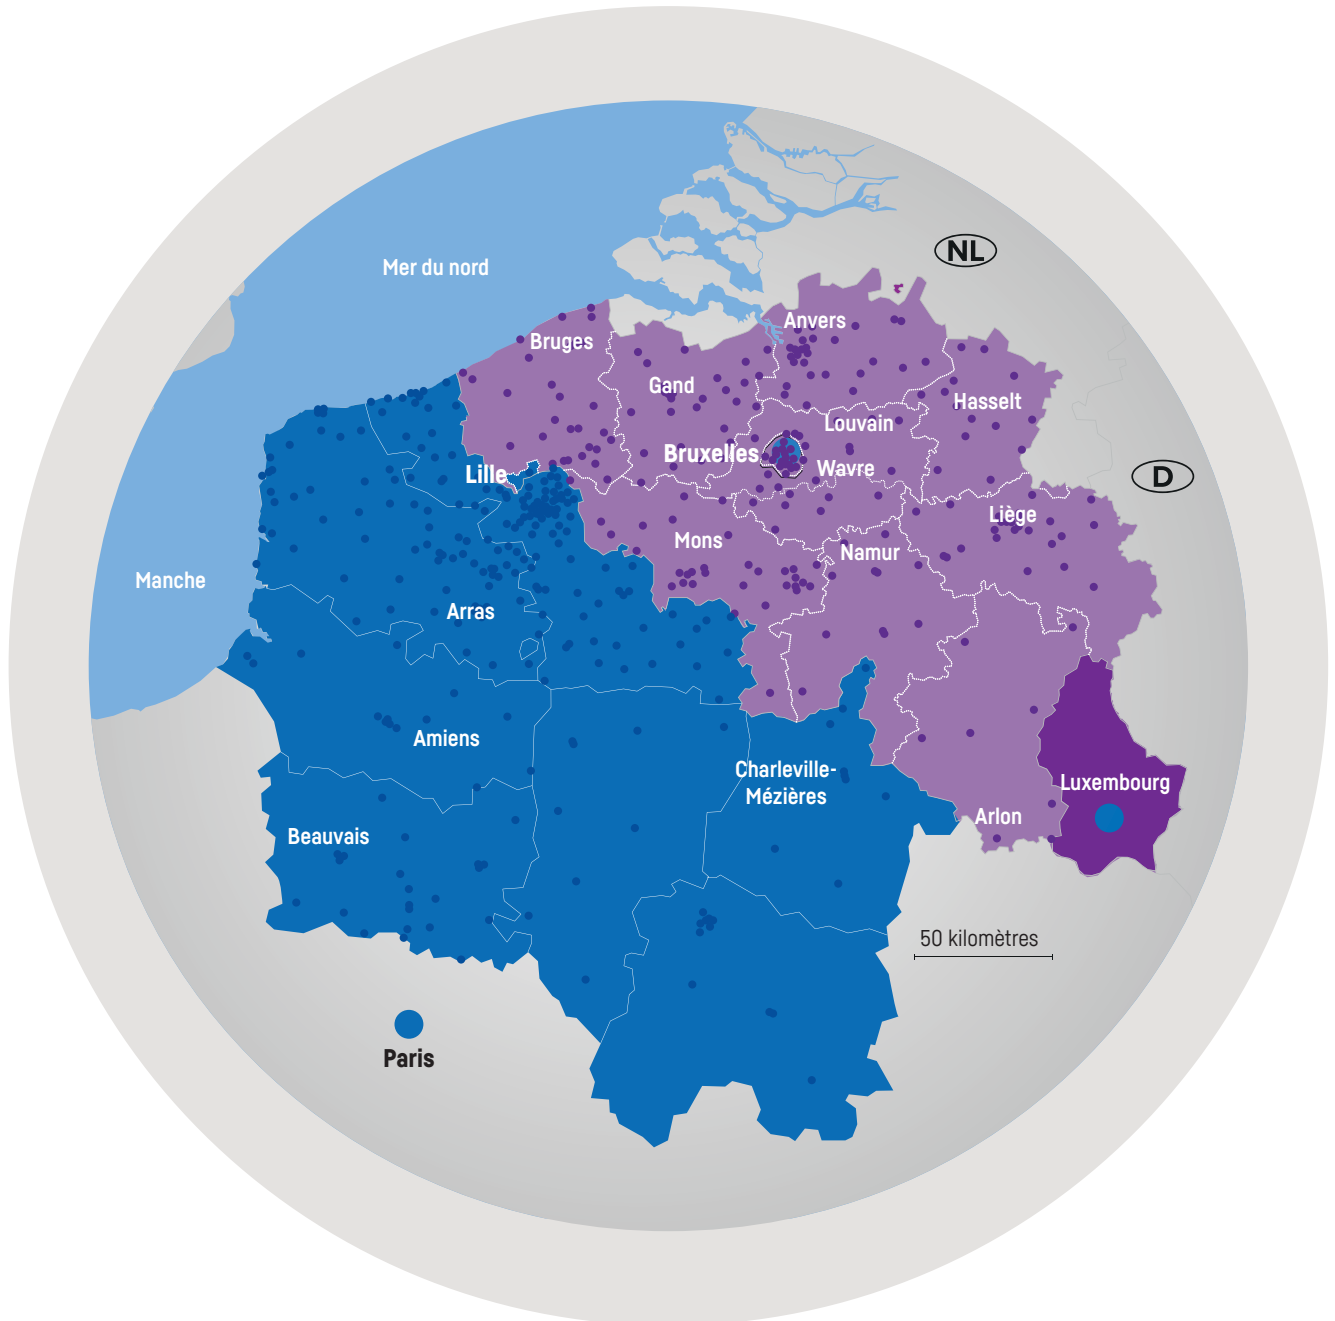 NL
Mer du nord
Anvers
Bruges
Gand
Hasselt
Louvain
Bruxelles
Wavre
Lille
D
Liège
Mons
Namur
Manche
Arras
Amiens
Charleville-
Mézières
Luxembourg
Arlon
Beauvais
50 kilomètres
Paris